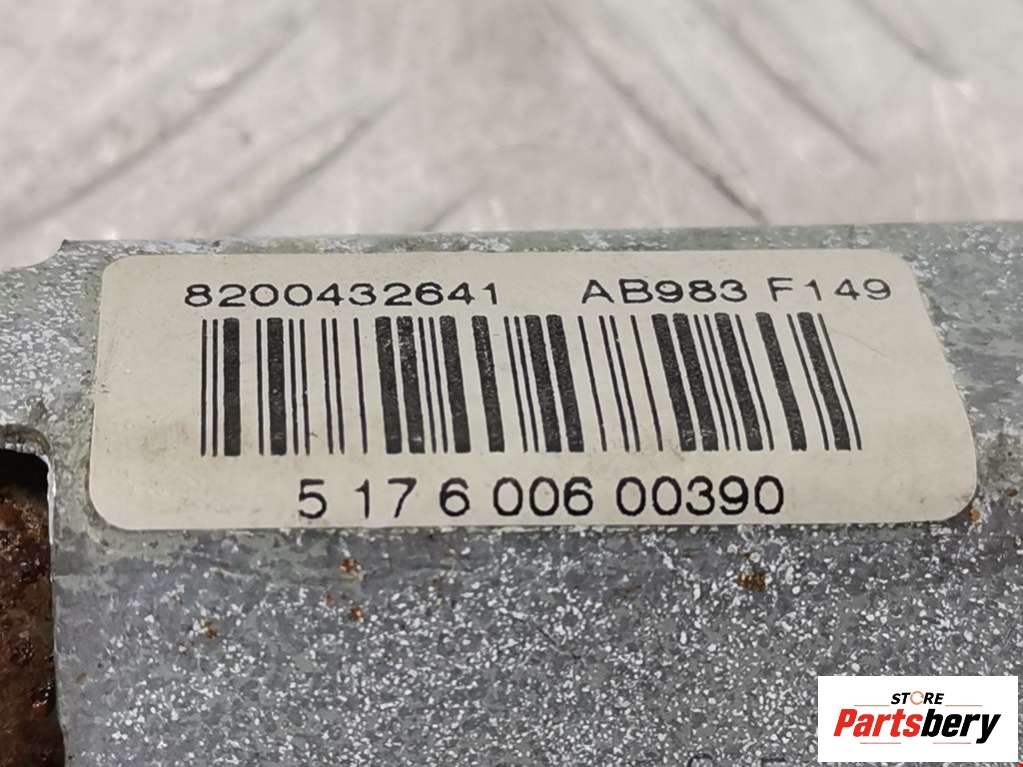 8200432641 AB983 F149
5 17 6 006 00390
STORE
Partsbery